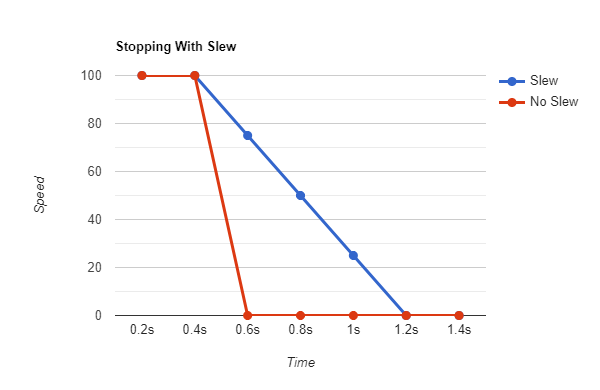 Stopping With Slew
Slew
No Slew
100
80
60
40
20
0
Speed
0.2s 0.4s 0.6s 0.8s 1s 1.2s 1.4s
Time